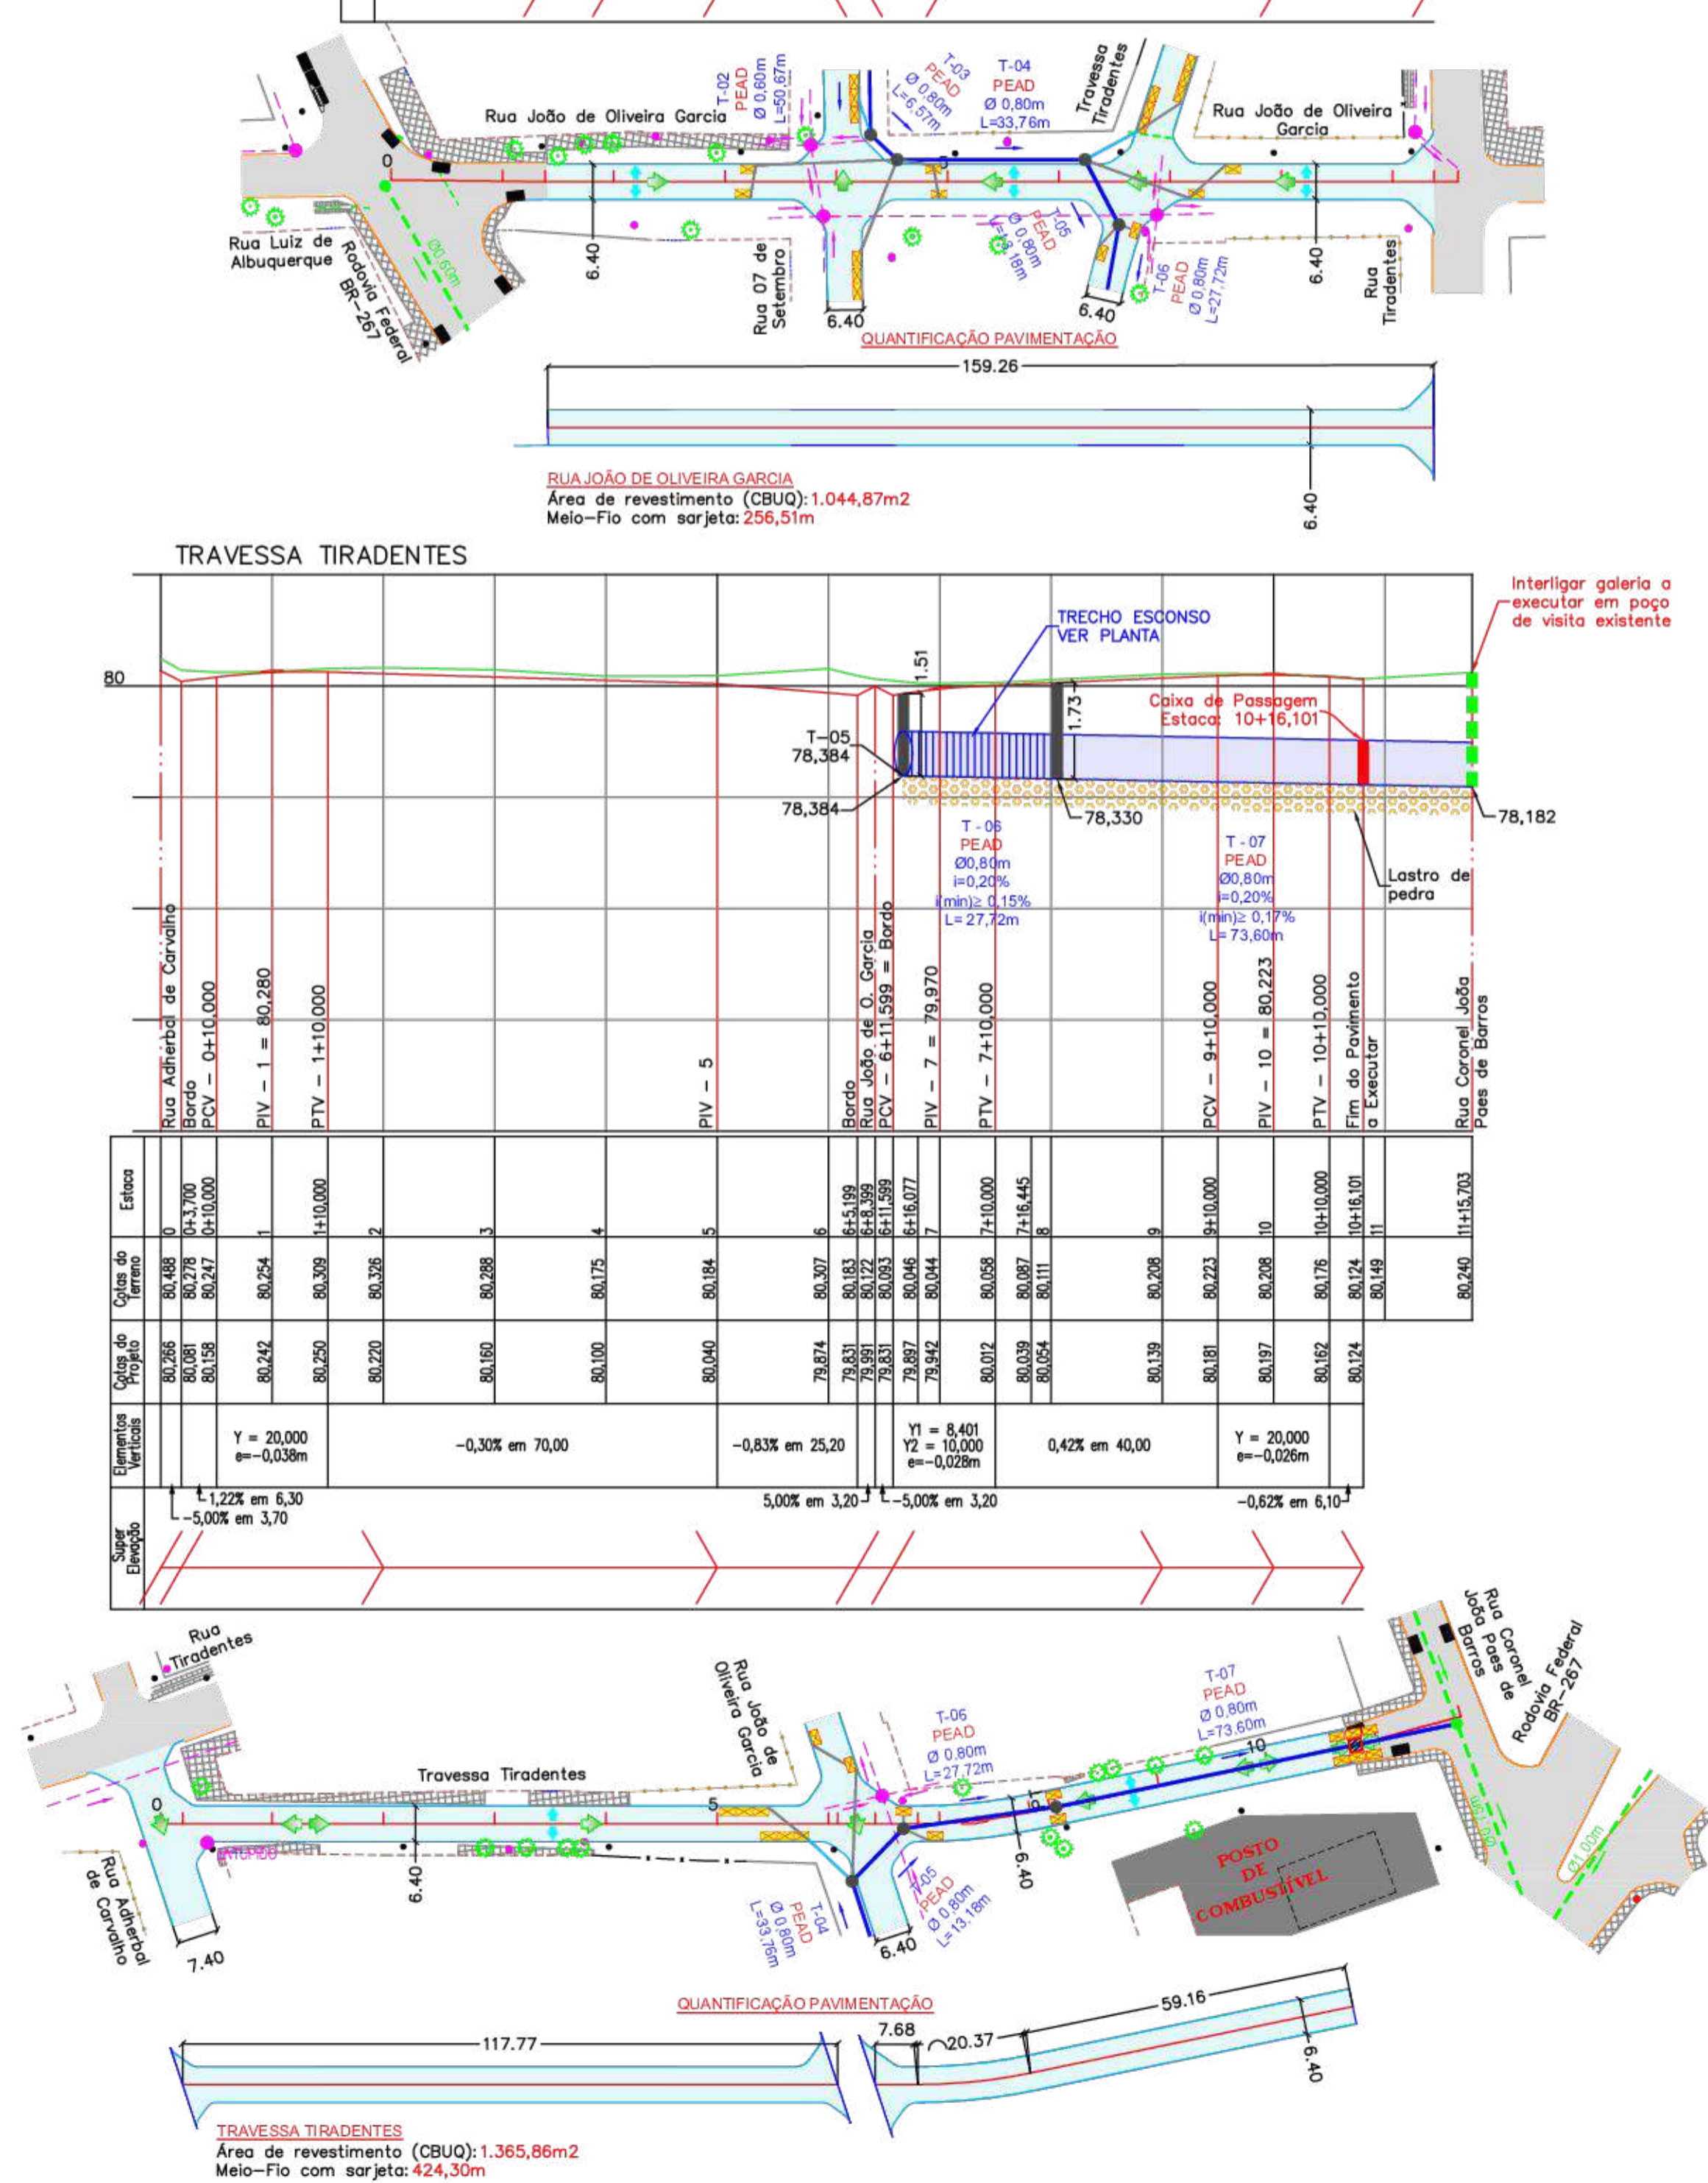 Rua João de Oliveira Garcia
T-02
PEAD
Ø 0,60m
L=50,67m
T-03
PEAD
Ø 0,80m
L=6,57m
T-04
PEAD
Ø 0,80m
L=33,76m
Travessa
Tiradentes
Rua João de Oliveira
Garcia
0
5
Rua Luiz de
Albuquerque
Rodovia Federal
BR-267
Ø0,60m
6.40
Rua 07 de
Setembro
6.40
T-05
PEAD
Ø 0,80m
L=13,18m
6.40
T-06
PEAD
Ø 0,80m
L=27,72m
6.40
Rua
Tiradentes
QUANTIFICAÇÃO PAVIMENTAÇÃO
159.26
6.40
RUA JOÃO DE OLIVEIRA GARCIA
Área de revestimento (CBUQ): 1.044,87m2
Meio-Fio com sarjeta: 256,51m
TRAVESSA TIRADENTES
Interligar galeria a
executar em poço
de visita existente
TRECHO ESCONSO
VER PLANTA
80
1.51
1.73
Caixa de Passagem
Estaca: 10+16,101
T-05
78,384
78,384
78,330
78,182
T - 06
PEAD
Ø0,80m
i=0,20%
i(min)≥ 0,15%
L= 27,72m
T - 07
PEAD
Ø0,80m
i=0,20%
i(min)≥ 0,17%
L= 73,60m
Lastro de
pedra
Rua Adherbal de Carvalho
Bordo
PCV - 0+10,000
PIV - 1 = 80,280
PTV - 1+10,000
PIV - 5
Bordo
Rua João de O. Garcia
PCV - 6+11,599 = Bordo
PIV - 7 = 79,970
PTV - 7+10,000
PCV - 9+10,000
PIV - 10 = 80,223
PTV - 10+10,000
Fim do Pavimento
a Executar
Rua Coronel Joõa
Paes de Barros
Estaca
0
0+3,700
0+10,000
1
1+10,000
2
3
4
5
6
6+5,199
6+8,399
6+11,599
6+16,077
7
7+10,000
7+16,445
8
9
9+10,000
10
10+10,000
10+16,101
11
11+15,703
Cotas do
Terreno
80,488
80,278
80,247
80,254
80,309
80,326
80,288
80,175
80,184
80,307
80,183
80,122
80,093
80,046
80,044
80,058
80,087
80,111
80,208
80,223
80,208
80,176
80,124
80,149
80,240
Cotas do
Projeto
80,266
80,081
80,158
80,242
80,250
80,220
80,160
80,100
80,040
79,874
79,831
79,991
79,831
79,897
79,942
80,012
80,039
80,054
80,139
80,181
80,197
80,162
80,124
Elementos
Verticais
Y = 20,000
e=-0,038m
-0,30% em 70,00
-0,83% em 25,20
Y1 = 8,401
Y2 = 10,000
e=-0,028m
0,42% em 40,00
Y = 20,000
e=-0,026m
1,22% em 6,30
-5,00% em 3,70
5,00% em 3,20
-5,00% em 3,20
-0,62% em 6,10
Super
Elevação
Rua
Tiradentes
Rua João de
Oliveira Garcia
Travessa Tiradentes
0
5
T-06
PEAD
Ø 0,80m
L=27,72m
T-07
PEAD
Ø 0,80m
L=73,60m
10
Rua Coronel
Joõa Paes de
Barros
Rodovia Federal
BR-267
Ø1,00m
Rua Adherbal
de Carvalho
7.40
6.40
T-04
PEAD
Ø 0,80m
L=33,76m
6.40
T-05
PEAD
Ø 0,80m
L=13,18m
6.40
POSTO
DE
COMBUSTÍVEL
QUANTIFICAÇÃO PAVIMENTAÇÃO
117.77
7.68
20.37
59.16
6.40
TRAVESSA TIRADENTES
Área de revestimento (CBUQ): 1.365,86m2
Meio-Fio com sarjeta: 424,30m